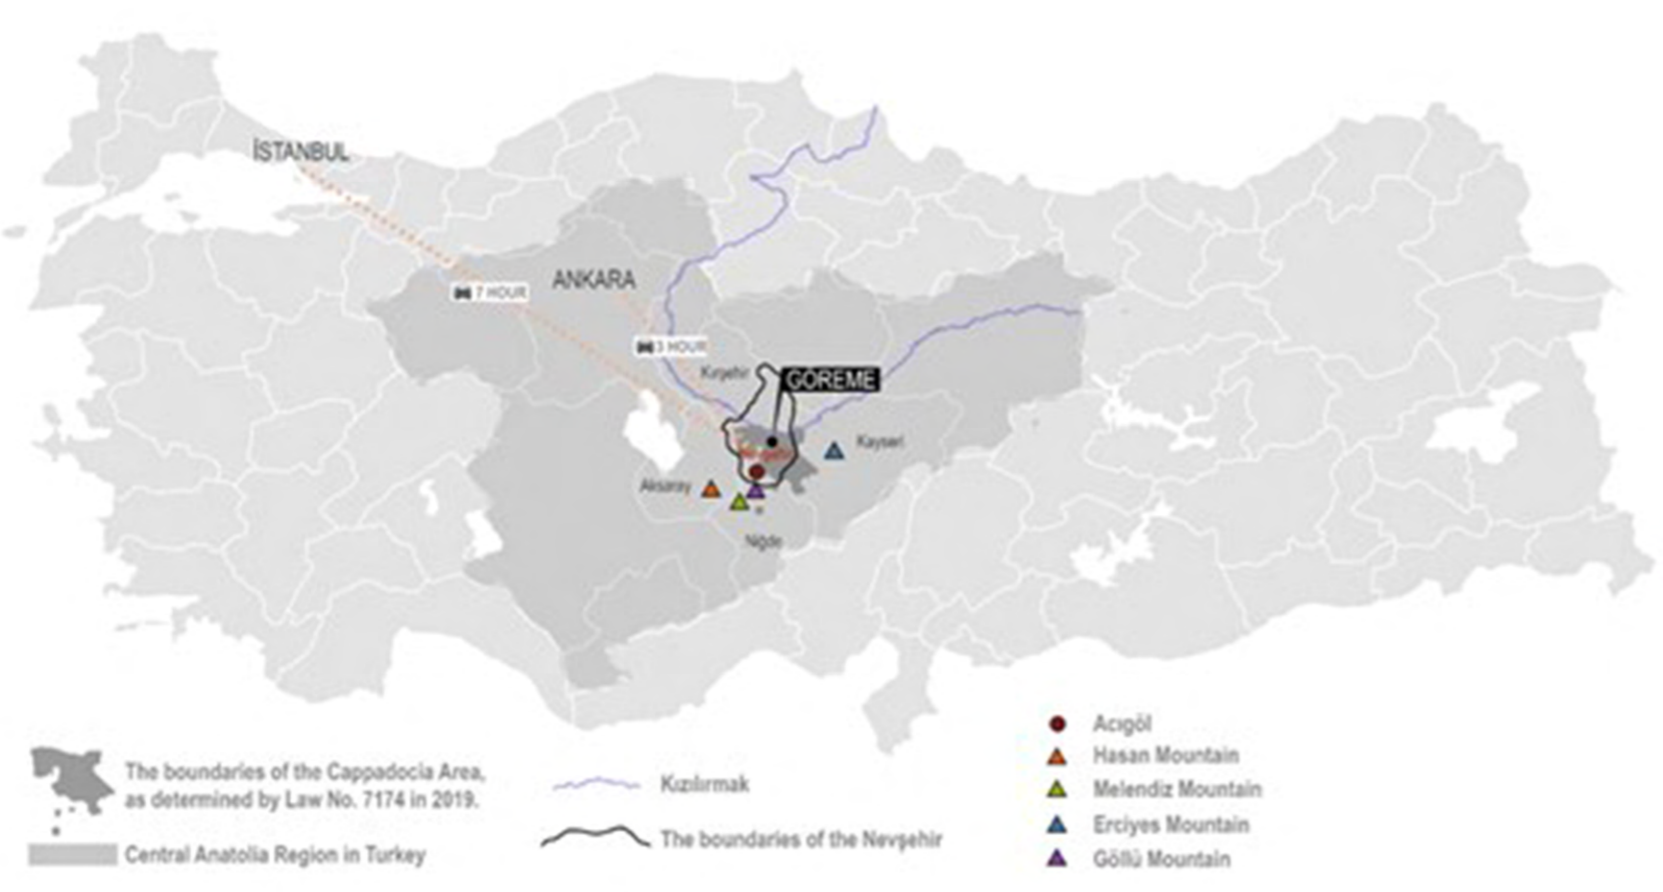 İSTANBUL
ANKARA
7 HOUR
3 HOUR
Kırşehir
GÖREME
Kayseri
Nevşehir
Aksaray
Niğde
The boundaries of the Cappadocia Area,
as determined by Law No. 7174 in 2019.
Central Anatolia Region in Turkey
Kızılırmak
The boundaries of the Nevşehir
Acıgöl
Hasan Mountain
Melendiz Mountain
Erciyes Mountain
Göllü Mountain